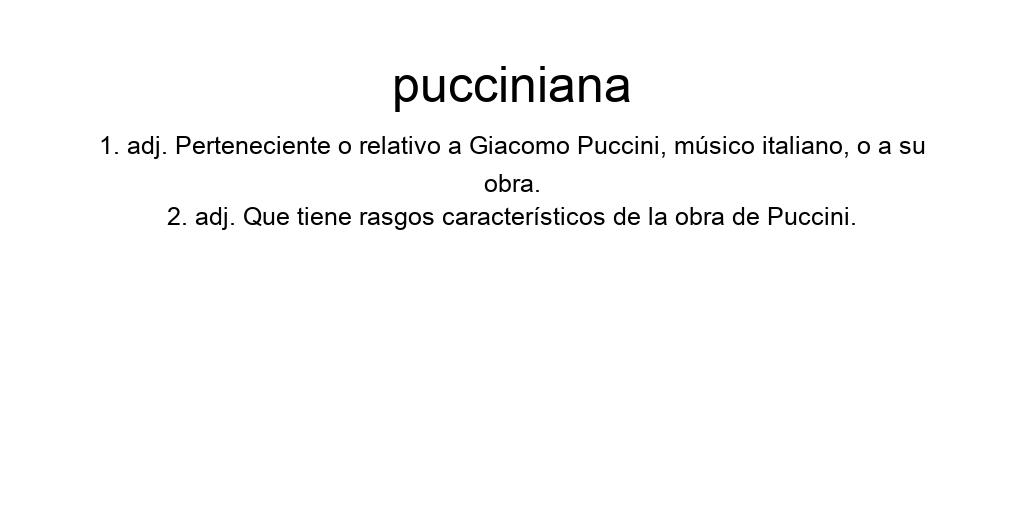 pucciniana
1. adj. Perteneciente o relativo a Giacomo Puccini, músico italiano, o a su
obra.
2. adj. Que tiene rasgos característicos de la obra de Puccini.